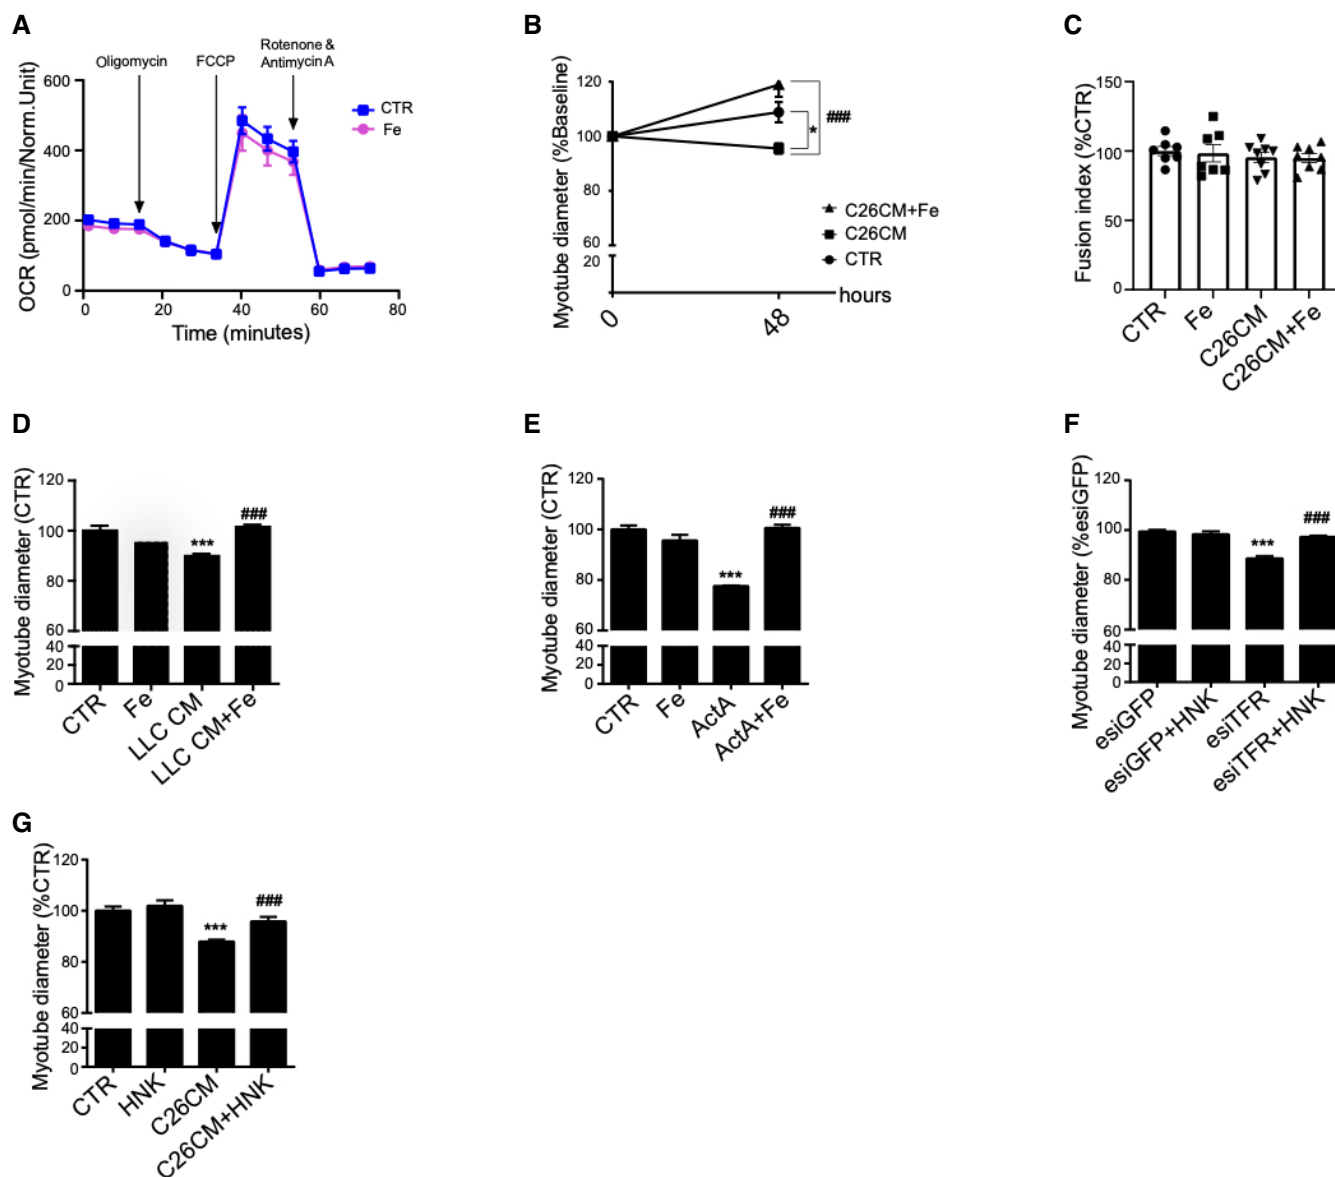 A
Oligomycin
FCCP
Rotenone &
Antimycin A
OCR (pmol/min/Norm.Unit)
600
400
200
0
0
20
40
60
80
Time (minutes)
CTR
Fe
B
Myotube diameter (%Baseline)
120
100
80
60
20
0
48
hours
*
###
C26CM+Fe
C26CM
CTR
C
Fusion index (%CTR)
150
100
50
0
CTR
Fe
C26CM
C26CM+Fe
D
Myotube diameter (CTR)
120
100
80
60
40
20
0
***
###
CTR
Fe
LLC CM
LLC CM+Fe
E
Myotube diameter (CTR)
120
100
80
60
40
20
0
***
###
CTR
Fe
ActA
ActA+Fe
F
Myotube diameter (%esiGFP)
120
100
80
60
40
20
0
***
###
esiGFP
esiGFP+HNK
esiTFR
esiTFR+HNK
G
Myotube diameter (%CTR)
120
100
80
60
40
20
0
***
###
CTR
HNK
C26CM
C26CM+HNK